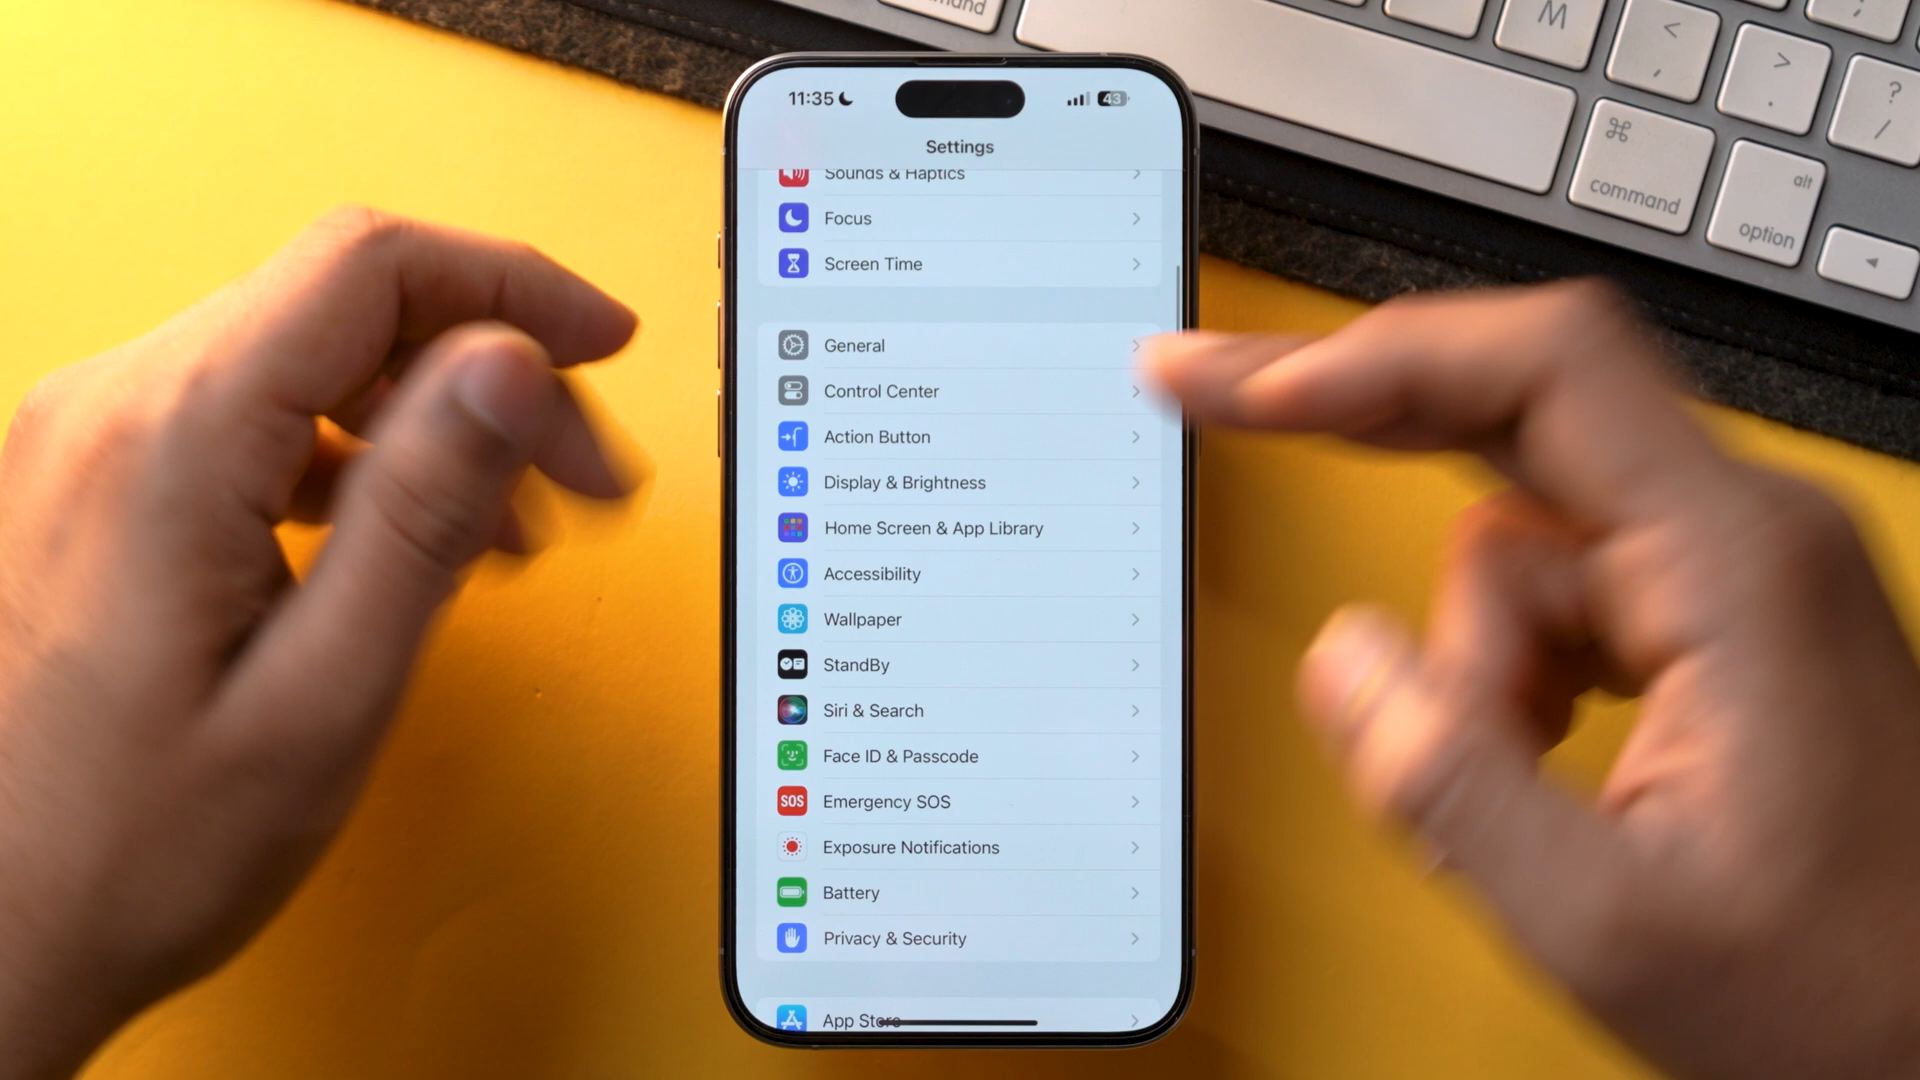 mmand
M
<
,
>
.
?
/
;
⌘
command
alt
option
◄
11:35
43
Settings
Sounds & Haptics
Focus
Screen Time
General
Control Center
Action Button
Display & Brightness
Home Screen & App Library
Accessibility
Wallpaper
StandBy
Siri & Search
Face ID & Passcode
SOS Emergency SOS
Exposure Notifications
Battery
Privacy & Security
App Store